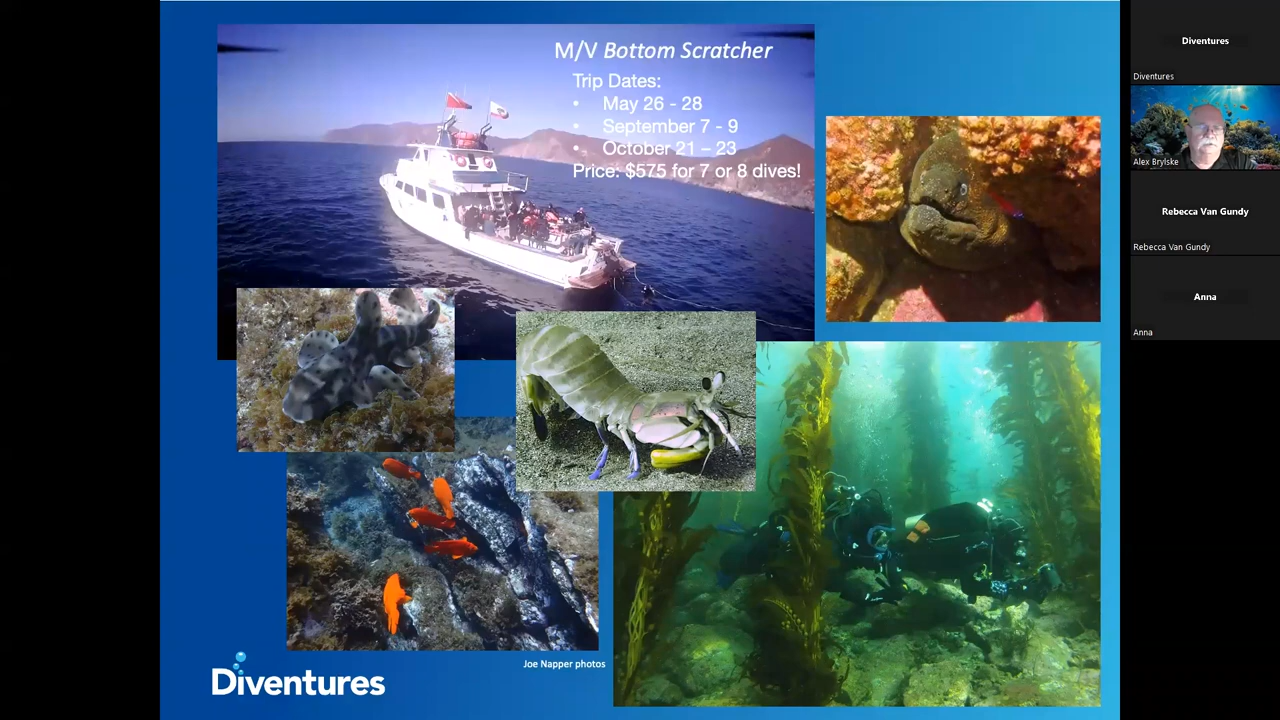 M/V Bottom Scratcher
Trip Dates:
• May 26 - 28
• September 7 - 9
• October 21 – 23
Price: $575 for 7 or 8 dives!
Joe Napper photos
Diventures
Diventures
Diventures
Alex Brylske
Rebecca Van Gundy
Rebecca Van Gundy
Anna
Anna